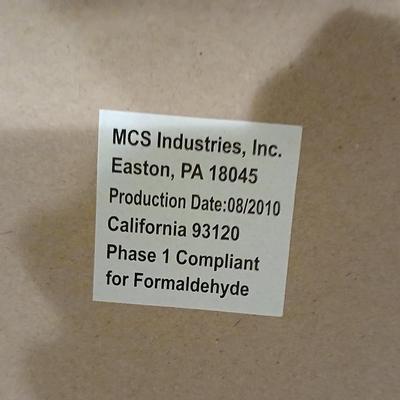 MCS Industries, Inc.
Easton, PA 18045
Production Date:08/2010
California 93120
Phase 1 Compliant
for Formaldehyde